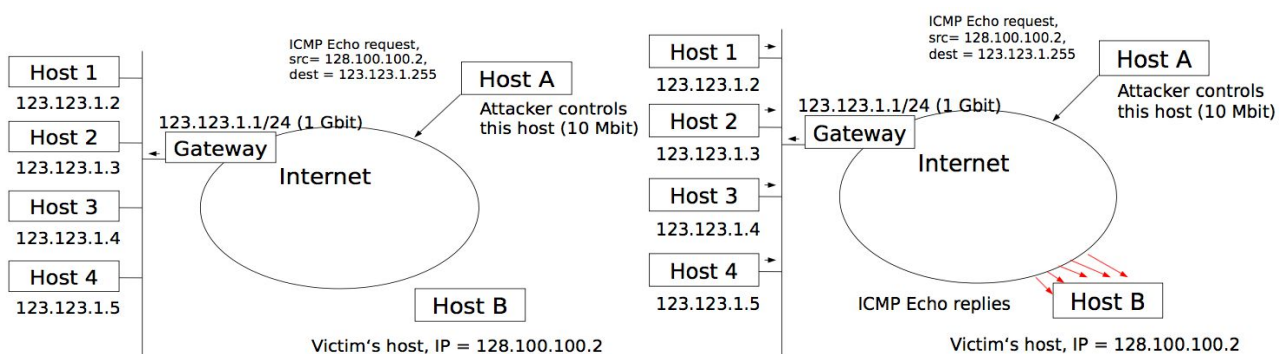 ICMP Echo request,
src= 128.100.100.2,
dest = 123.123.1.255
Host 1
Host A
123.123.1.2
Attacker controls
this host (10 Mbit)
123.123.1.1/24 (1 Gbit)
Host 2
Gateway
123.123.1.3
Internet
Host 3
123.123.1.4
Host 4
123.123.1.5
Host B
Victim‘s host, IP = 128.100.100.2
ICMP Echo request,
src= 128.100.100.2,
dest = 123.123.1.255
Host 1
Host A
123.123.1.2
Attacker controls
this host (10 Mbit)
123.123.1.1/24 (1 Gbit)
Host 2
Gateway
123.123.1.3
Internet
Host 3
123.123.1.4
Host 4
123.123.1.5
ICMP Echo replies
Host B
Victim‘s host, IP = 128.100.100.2